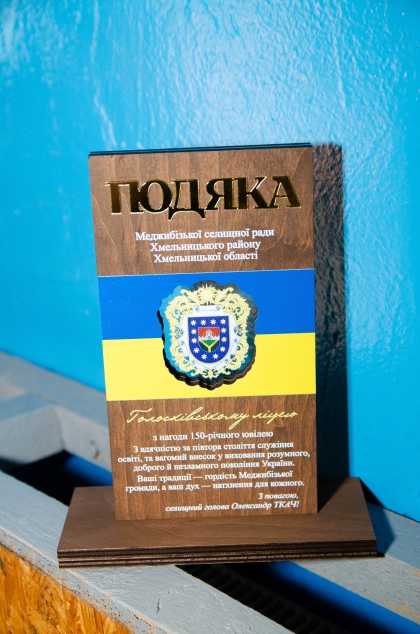 ПОДЯКА
Меджибізької селищної ради
Хмельницького району
Хмельницької області
Голосківському ліцею
з нагоди 150-річного ювілею
З вдячністю за півтора століття служіння
освіті, та вагомий внесок у виховання розумного,
доброго й незламного покоління України.
Ваші традиції — гордість Меджибізької
громади, а ваш дух — натхнення для кожного.
З повагою,
селищний голова Олександр ТКАЧ!